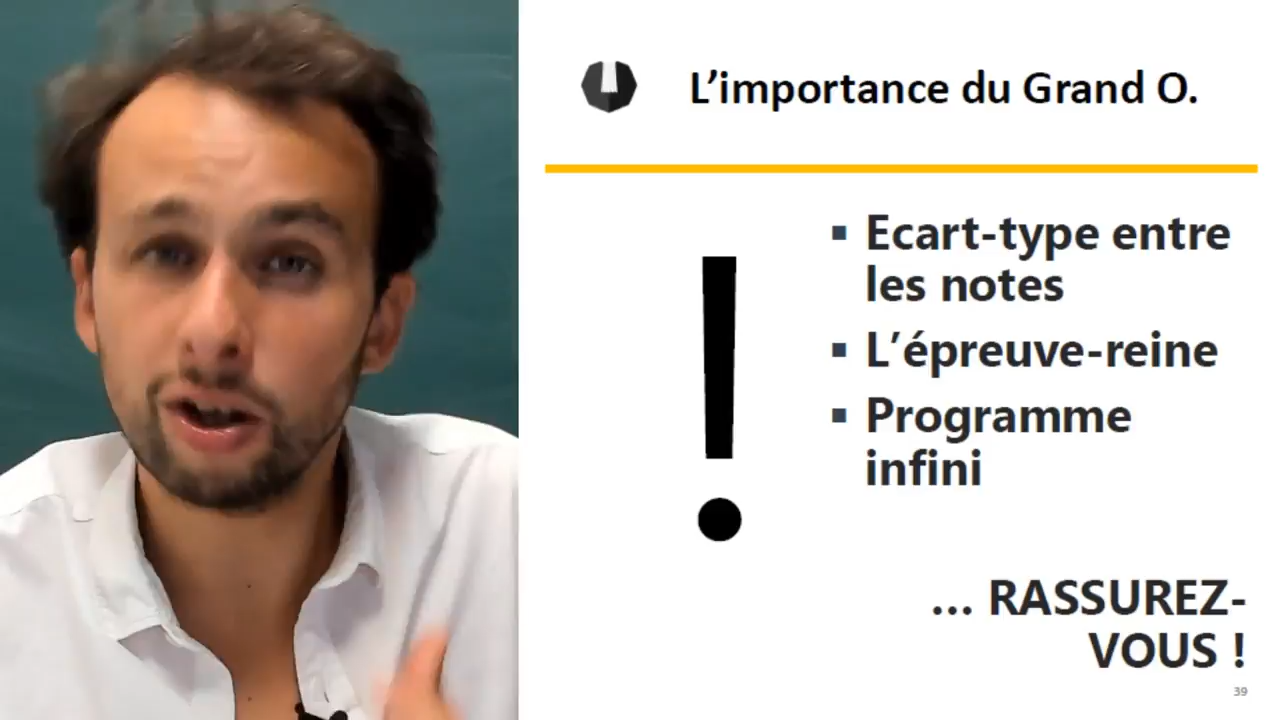 L’importance du Grand O.
▪ Ecart-type entre
les notes
▪ L’épreuve-reine
▪ Programme
infini
!
... RASSUREZ-
VOUS !
39